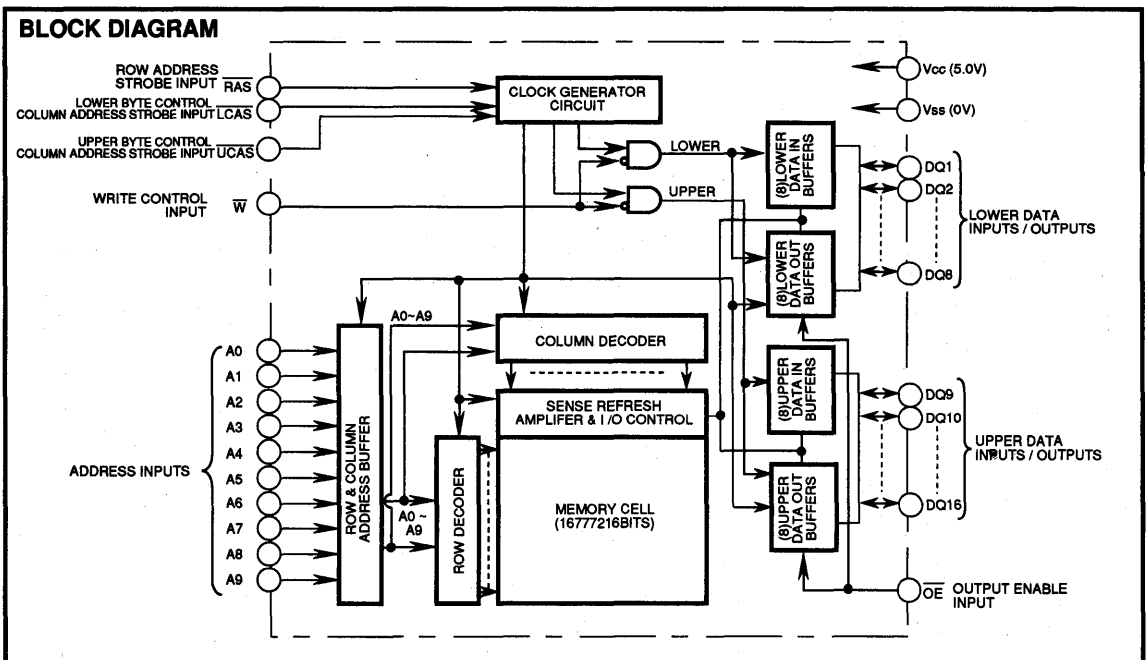 BLOCK DIAGRAM
ROW ADDRESS
STROBE INPUT RAS
LOWER BYTE CONTROL
COLUMN ADDRESS STROBE INPUT LCAS
UPPER BYTE CONTROL
COLUMN ADDRESS STROBE INPUT UCAS
WRITE CONTROL
INPUT W
CLOCK GENERATOR
CIRCUIT
LOWER
UPPER
(8)LOWER
DATA IN
BUFFERS
(8)LOWER
DATA OUT
BUFFERS
(8)UPPER
DATA IN
BUFFERS
(8)UPPER
DATA OUT
BUFFERS
Vcc (5.0V)
Vss (0V)
DQ1
DQ2
DQ8
LOWER DATA
INPUTS / OUTPUTS
DQ9
DQ10
DQ16
UPPER DATA
INPUTS / OUTPUTS
OE OUTPUT ENABLE
INPUT
ADDRESS INPUTS
A0
A1
A2
A3
A4
A5
A6
A7
A8
A9
ROW & COLUMN
ADDRESS BUFFER
A0~A9
A0 ~
A9
ROW DECODER
COLUMN DECODER
SENSE REFRESH
AMPLIFER & I /O CONTROL
MEMORY CELL
(16777216BITS)